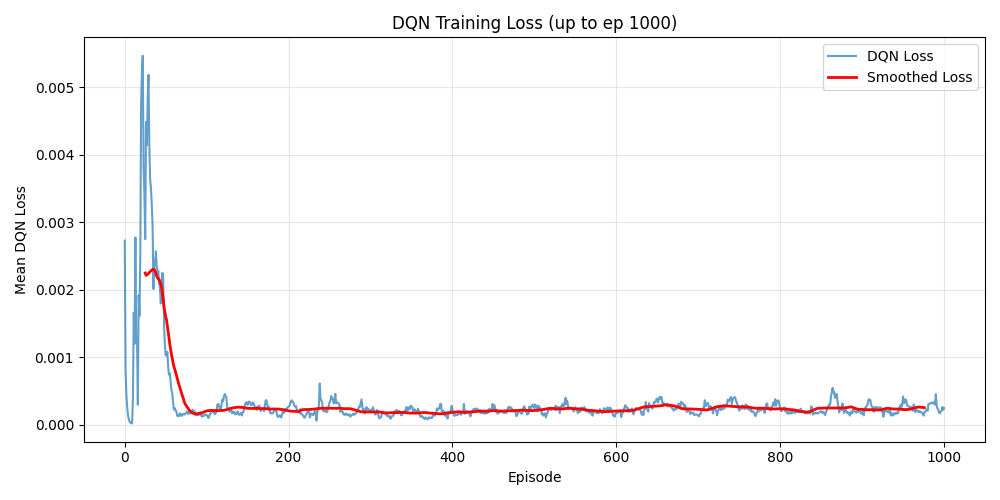 DQN Training Loss (up to ep 1000)
DQN Loss
Smoothed Loss
Mean DQN Loss
0.005
0.004
0.003
0.002
0.001
0.000
0 200 400 600 800 1000
Episode